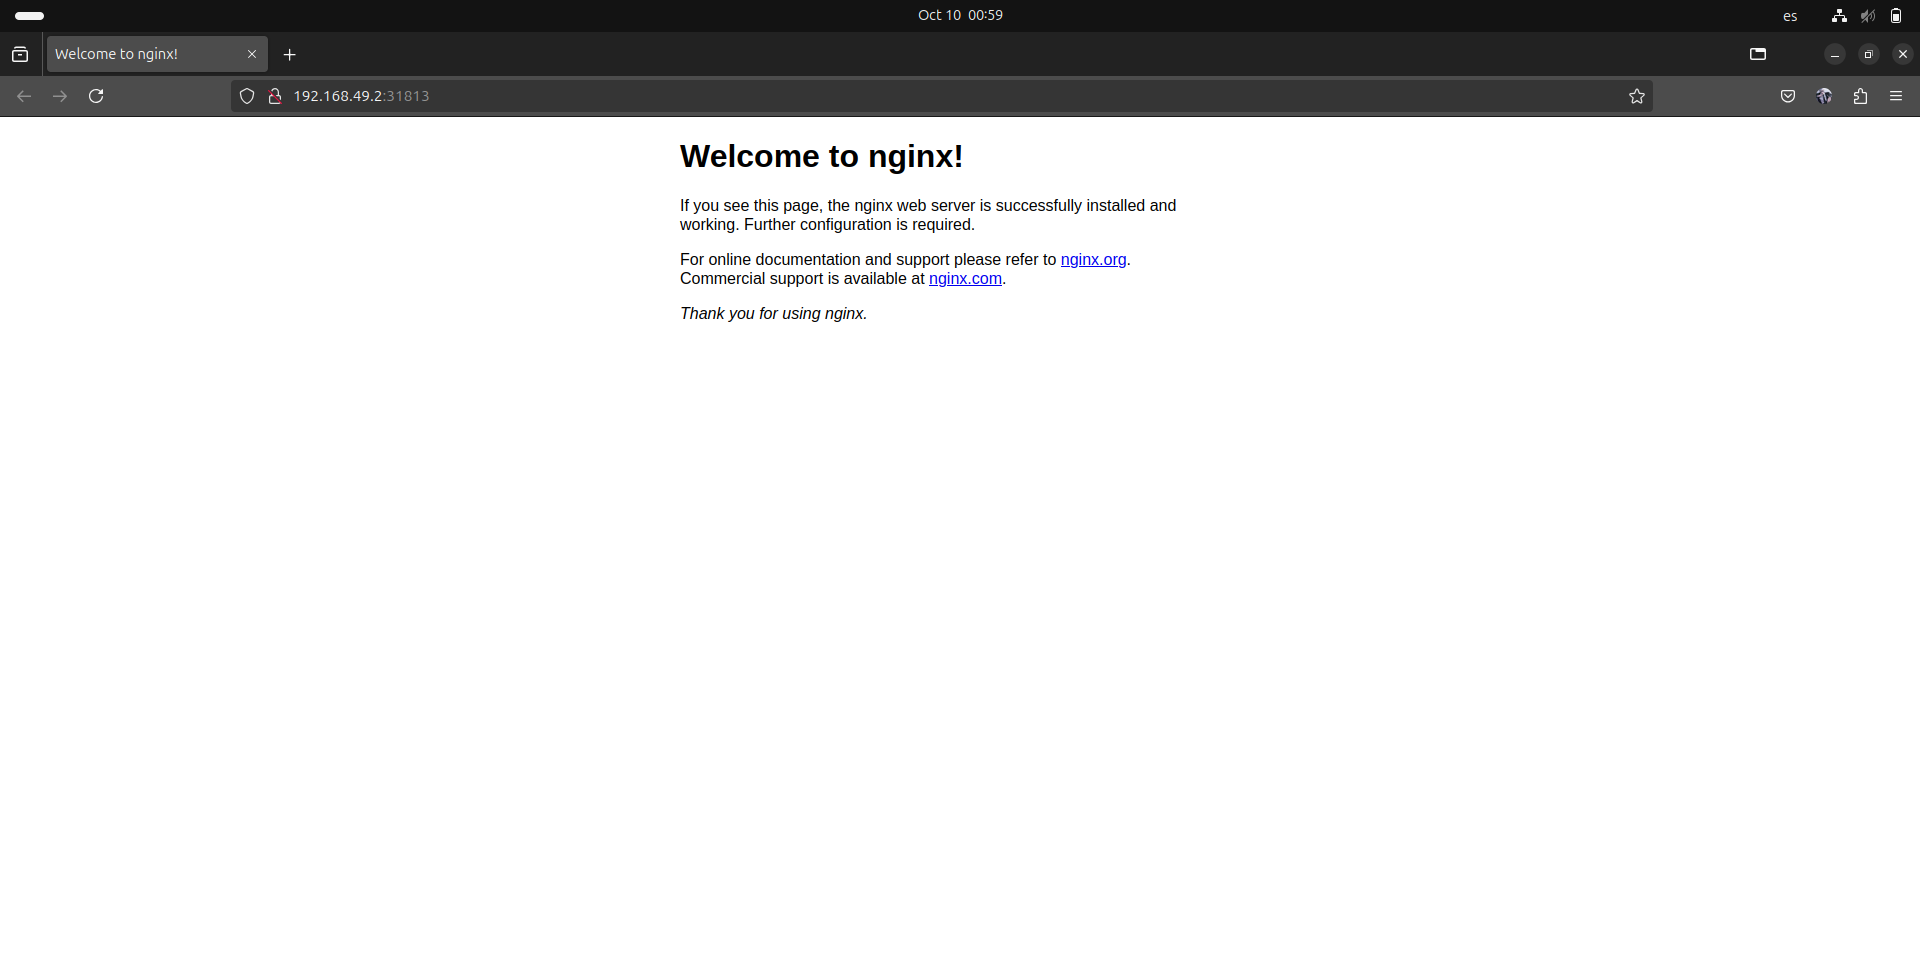 Oct 10 00:59
es
Welcome to nginx!
192.168.49.2:31813
Welcome to nginx!
If you see this page, the nginx web server is successfully installed and
working. Further configuration is required.
For online documentation and support please refer to nginx.org.
Commercial support is available at nginx.com.
Thank you for using nginx.